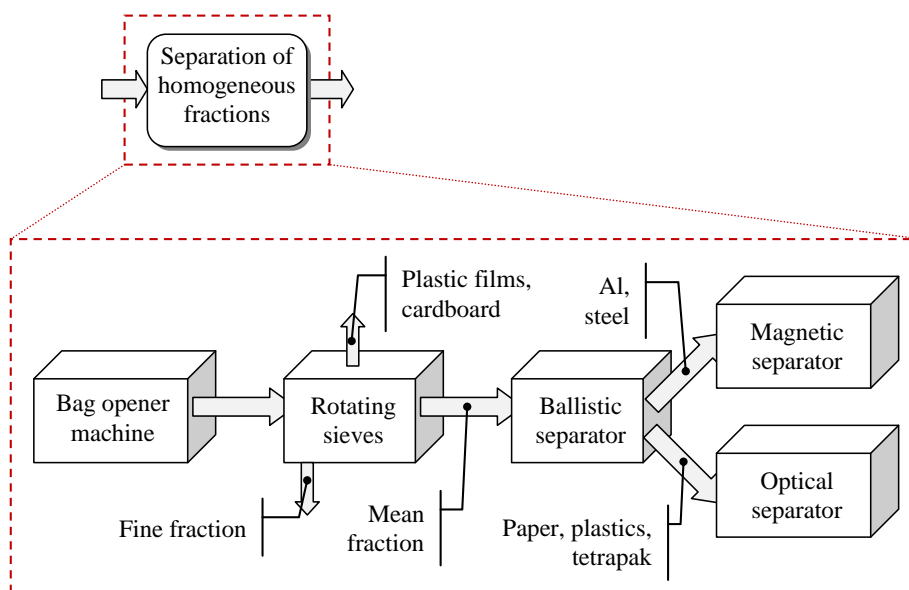 Separation of
homogeneous
fractions
Plastic films,
cardboard
Al,
steel
Magnetic
separator
Bag opener
machine
Rotating
sieves
Ballistic
separator
Optical
separator
Fine fraction
Mean
fraction
Paper, plastics,
tetrapak